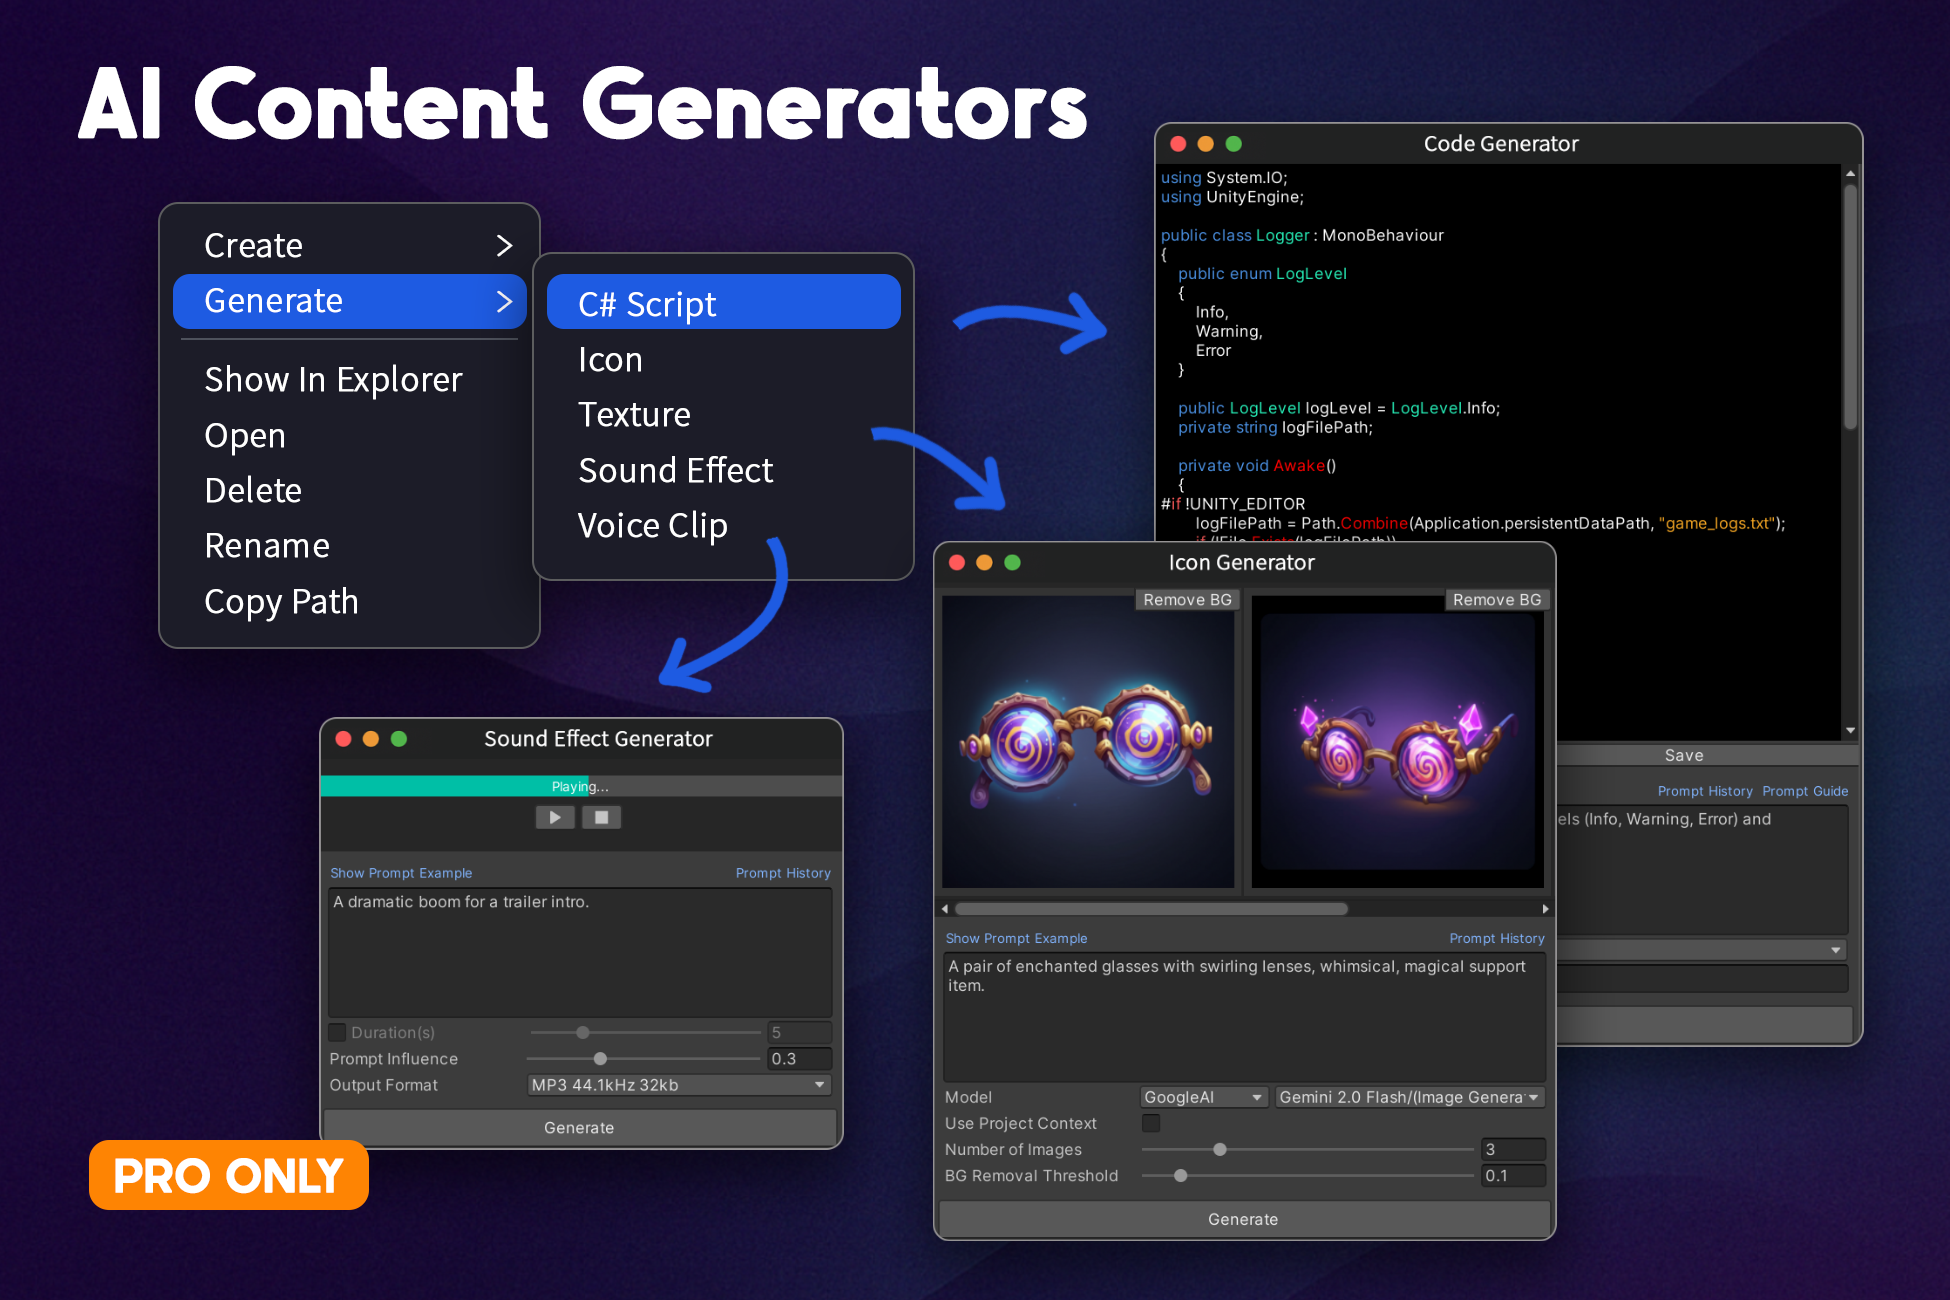 AI Content Generators
Create
Generate
Show In Explorer
Open
Delete
Rename
Copy Path
C# Script
Icon
Texture
Sound Effect
Voice Clip
Code Generator
using System.IO;
using UnityEngine;
public class Logger : MonoBehaviour
{
public enum LogLevel
{
Info,
Warning,
Error
}
public LogLevel logLevel = LogLevel.Info;
private string logFilePath;
private void Awake()
{
#if !UNITY_EDITOR
logFilePath = Path.Combine(Application.persistentDataPath, "game_logs.txt");
if (!File.Exists(logFilePath))
Save
Prompt History Prompt Guide
els (Info, Warning, Error) and
Icon Generator
Remove BG
Remove BG
Show Prompt Example
Prompt History
A pair of enchanted glasses with swirling lenses, whimsical, magical support
item.
Model GoogleAI Gemini 2.0 Flash/(Image Genera
Use Project Context
Number of Images 3
BG Removal Threshold 0.1
Generate
Sound Effect Generator
Playing...
Show Prompt Example
Prompt History
A dramatic boom for a trailer intro.
Duration(s) 5
Prompt Influence 0.3
Output Format MP3 44.1kHz 32kb
Generate
PRO ONLY